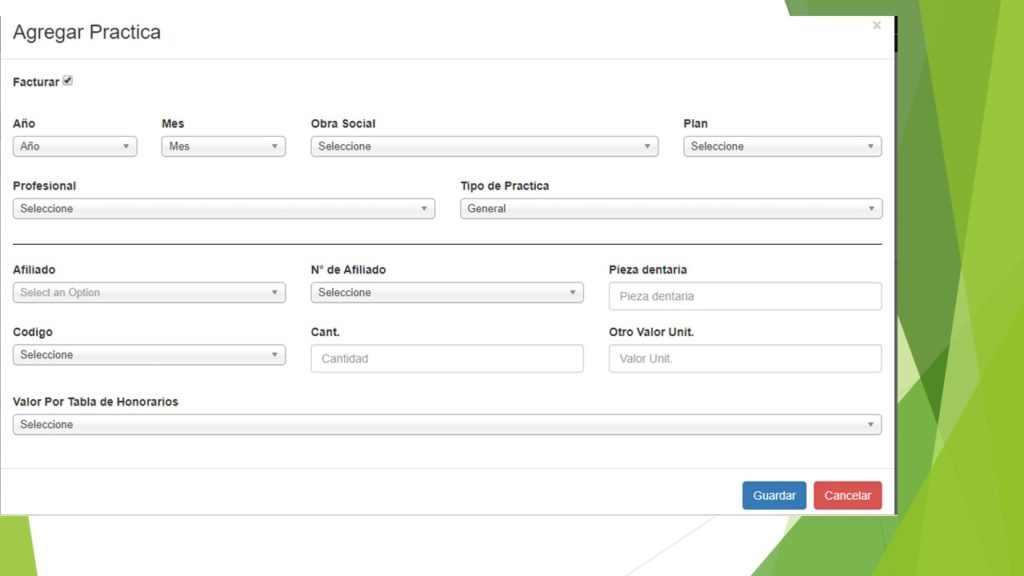 Agregar Practica
×
Facturar
Año Mes Obra Social Plan
Año Mes Seleccione Seleccione
Profesional Tipo de Practica
Seleccione General
Afiliado N° de Afiliado Pieza dentaria
Select an Option Seleccione Pieza dentaria
Codigo Cant. Otro Valor Unit.
Seleccione Cantidad Valor Unit.
Valor Por Tabla de Honorarios
Seleccione
Guardar Cancelar